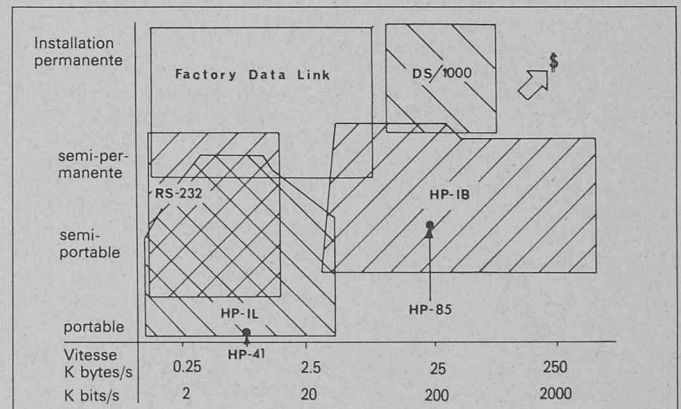 Installation
permanente
Factory Data Link
DS/1000
$
semi-per-
manente
RS-232
HP-IB
semi-
portable
HP-IL
HP-85
portable
HP-41
Vitesse
K bytes/s
0.25 2.5 25 250
K bits/s
2 20 200 2000